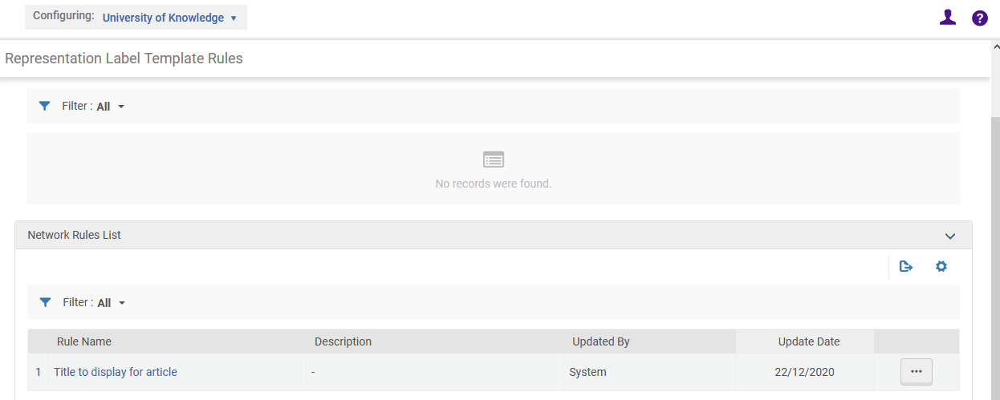 Configuring: University of Knowledge
Representation Label Template Rules
Filter : All
No records were found.
Network Rules List
Filter : All
Rule Name Description Updated By Update Date
1 Title to display for article - System 22/12/2020